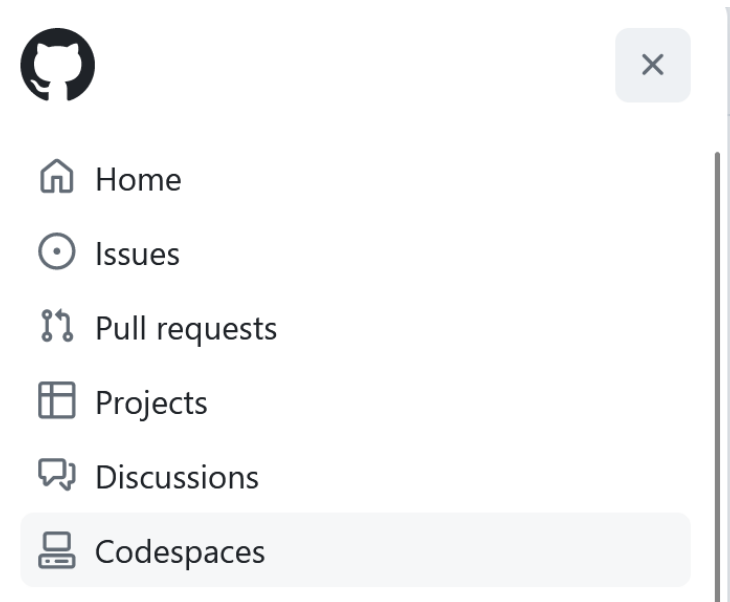 Home
Issues
Pull requests
Projects
Discussions
Codespaces